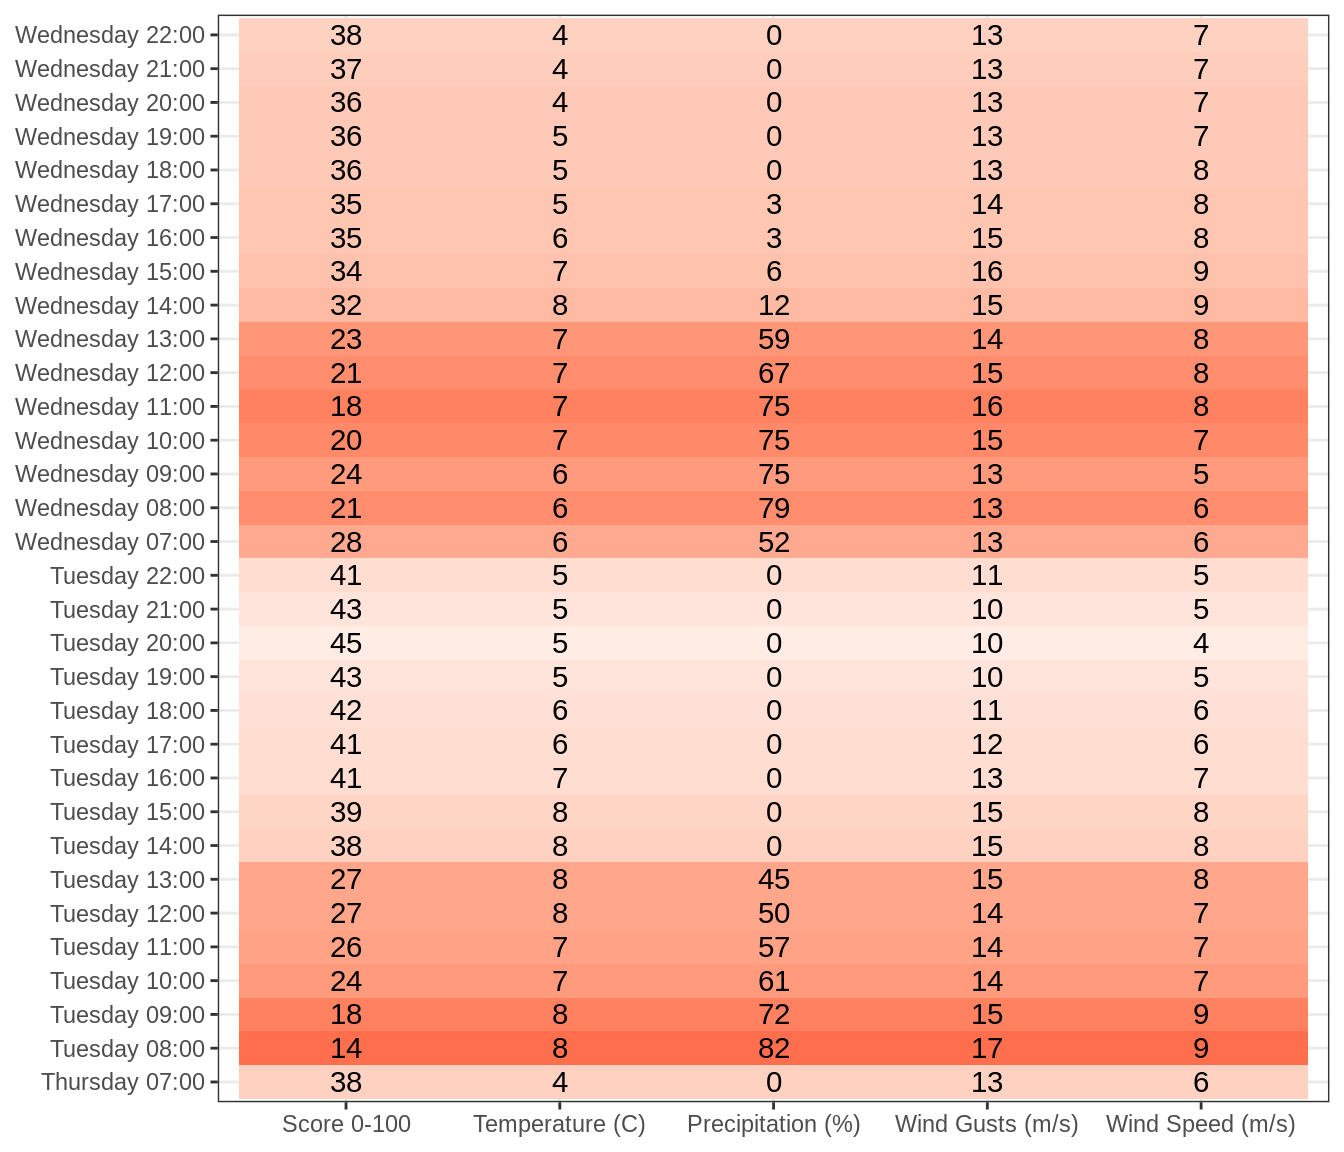 Wednesday 22:00 38 4 0 13 7
Wednesday 21:00 37 4 0 13 7
Wednesday 20:00 36 4 0 13 7
Wednesday 19:00 36 5 0 13 7
Wednesday 18:00 36 5 0 13 8
Wednesday 17:00 35 5 3 14 8
Wednesday 16:00 35 6 3 15 8
Wednesday 15:00 34 7 6 16 9
Wednesday 14:00 32 8 12 15 9
Wednesday 13:00 23 7 59 14 8
Wednesday 12:00 21 7 67 15 8
Wednesday 11:00 18 7 75 16 8
Wednesday 10:00 20 7 75 15 7
Wednesday 09:00 24 6 75 13 5
Wednesday 08:00 21 6 79 13 6
Wednesday 07:00 28 6 52 13 6
Tuesday 22:00 41 5 0 11 5
Tuesday 21:00 43 5 0 10 5
Tuesday 20:00 45 5 0 10 4
Tuesday 19:00 43 5 0 10 5
Tuesday 18:00 42 6 0 11 6
Tuesday 17:00 41 6 0 12 6
Tuesday 16:00 41 7 0 13 7
Tuesday 15:00 39 8 0 15 8
Tuesday 14:00 38 8 0 15 8
Tuesday 13:00 27 8 45 15 8
Tuesday 12:00 27 8 50 14 7
Tuesday 11:00 26 7 57 14 7
Tuesday 10:00 24 7 61 14 7
Tuesday 09:00 18 8 72 15 9
Tuesday 08:00 14 8 82 17 9
Thursday 07:00 38 4 0 13 6
Score 0-100 Temperature (C) Precipitation (%) Wind Gusts (m/s) Wind Speed (m/s)